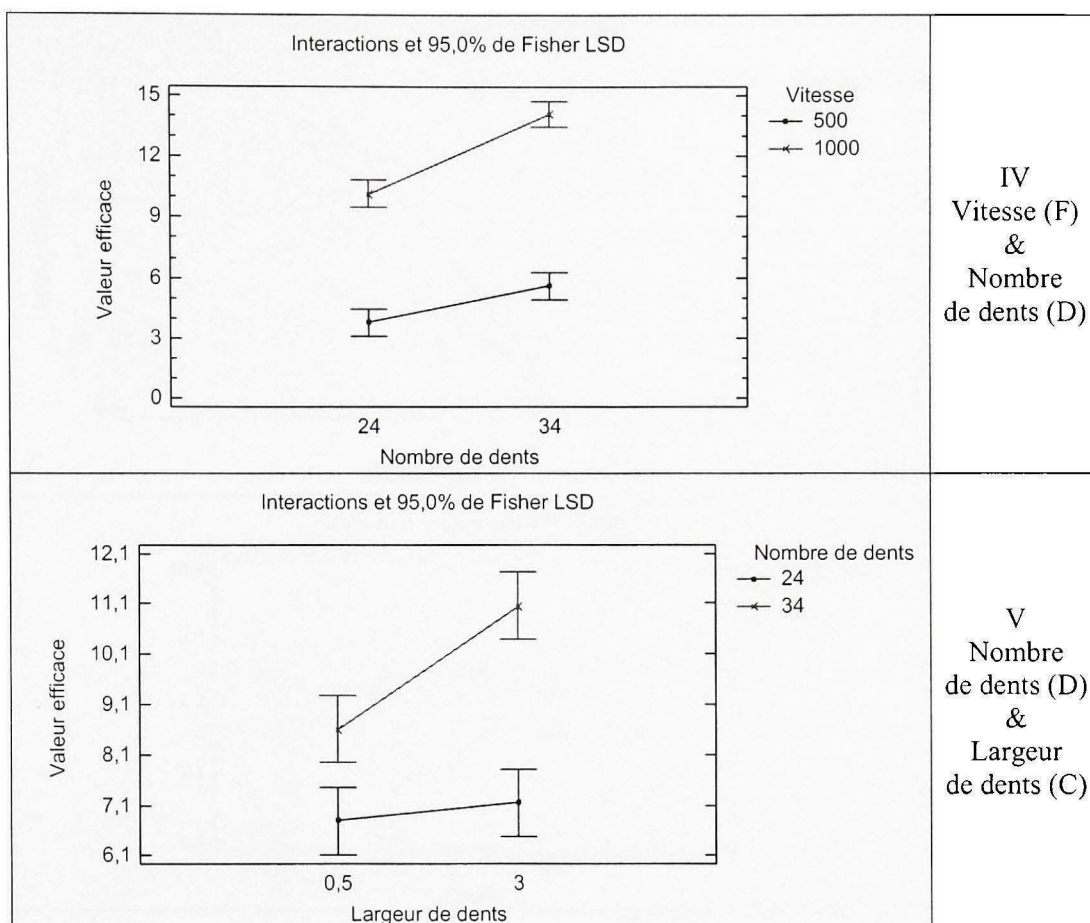 Interactions et 95,0% de Fisher LSD
Valeur efficace
15
12
9
6
3
0
24
34
Nombre de dents
Vitesse
500
1000
IV
Vitesse (F)
&
Nombre
de dents (D)
Interactions et 95,0% de Fisher LSD
Valeur efficace
12,1
11,1
10,1
9,1
8,1
7,1
6,1
0,5
3
Largeur de dents
Nombre de dents
24
34
V
Nombre
de dents (D)
&
Largeur
de dents (C)